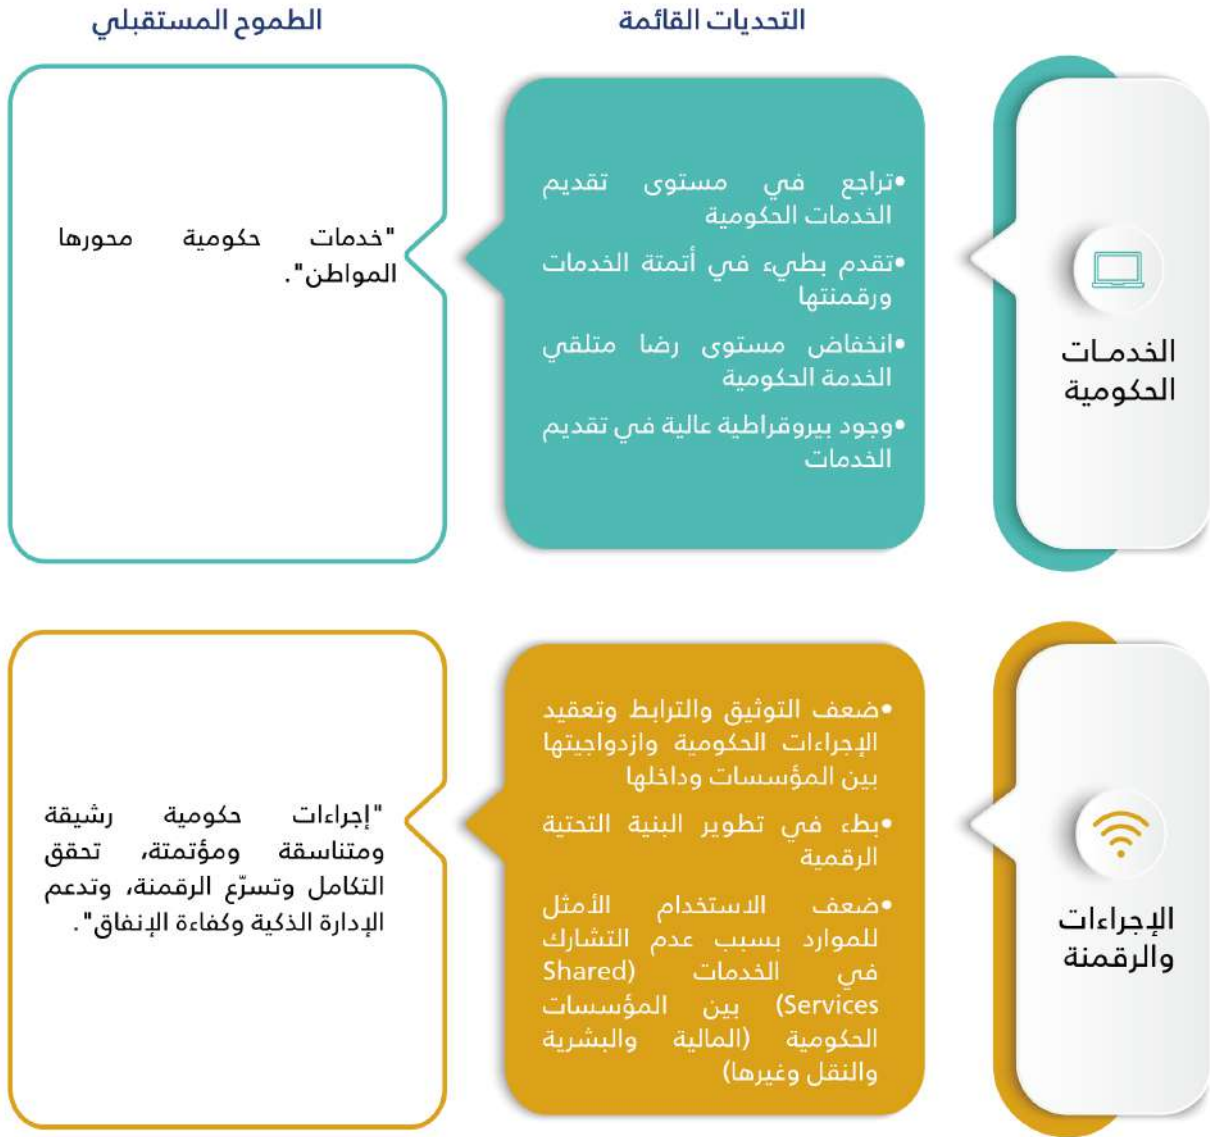 التحديات القائمة
الطموح المستقبلي
الخدمـات
الحكومية
•تراجع في مستوى تقديم
الخدمات الحكومية
•تقدم بطيء في أتمتة الخدمات
ورقمنتها
•انخفاض مستوى رضا متلقي
الخدمة الحكومية
•وجود بيروقراطية عالية في تقديم
الخدمات
"خدمات حكومية محورها
المواطن".
الإجراءات
والرقمنة
•ضعف التوثيق والترابط وتعقيد
الإجراءات الحكومية وازدواجيتها
بين المؤسسات وداخلها
•بطء في تطوير البنية التحتية
الرقمية
•ضعف الاستخدام الأمثل
للموارد بسبب عدم التشارك
في الخدمات (Shared
Services) بين المؤسسات
الحكومية (المالية والبشرية
والنقل وغيرها)
"إجراءات حكومية رشيقة
ومتناسقة ومؤتمتة، تحقق
التكامل وتسرّع الرقمنة، وتدعم
الإدارة الذكية وكفاءة الإنفاق".